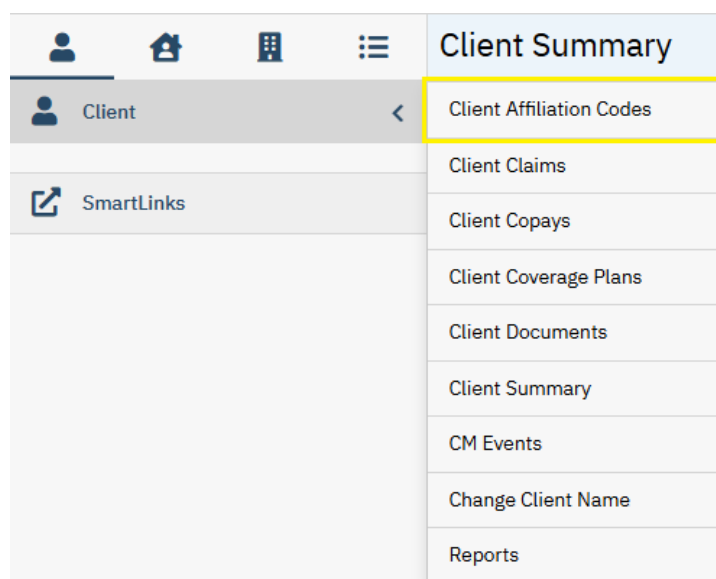 Client Summary
Client
SmartLinks
Client Affiliation Codes
Client Claims
Client Copays
Client Coverage Plans
Client Documents
Client Summary
CM Events
Change Client Name
Reports